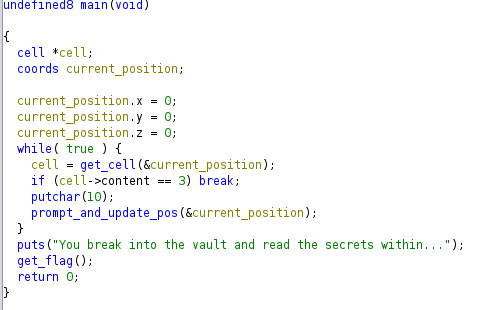 undefined8 main(void)
{
  cell *cell;
  coords current_position;
  current_position.x = 0;
  current_position.y = 0;
  current_position.z = 0;
  while( true ) {
    cell = get_cell(&current_position);
    if (cell->content == 3) break;
    putchar(10);
    prompt_and_update_pos(&current_position);
  }
  puts("You break into the vault and read the secrets within...");
  get_flag();
  return 0;
}